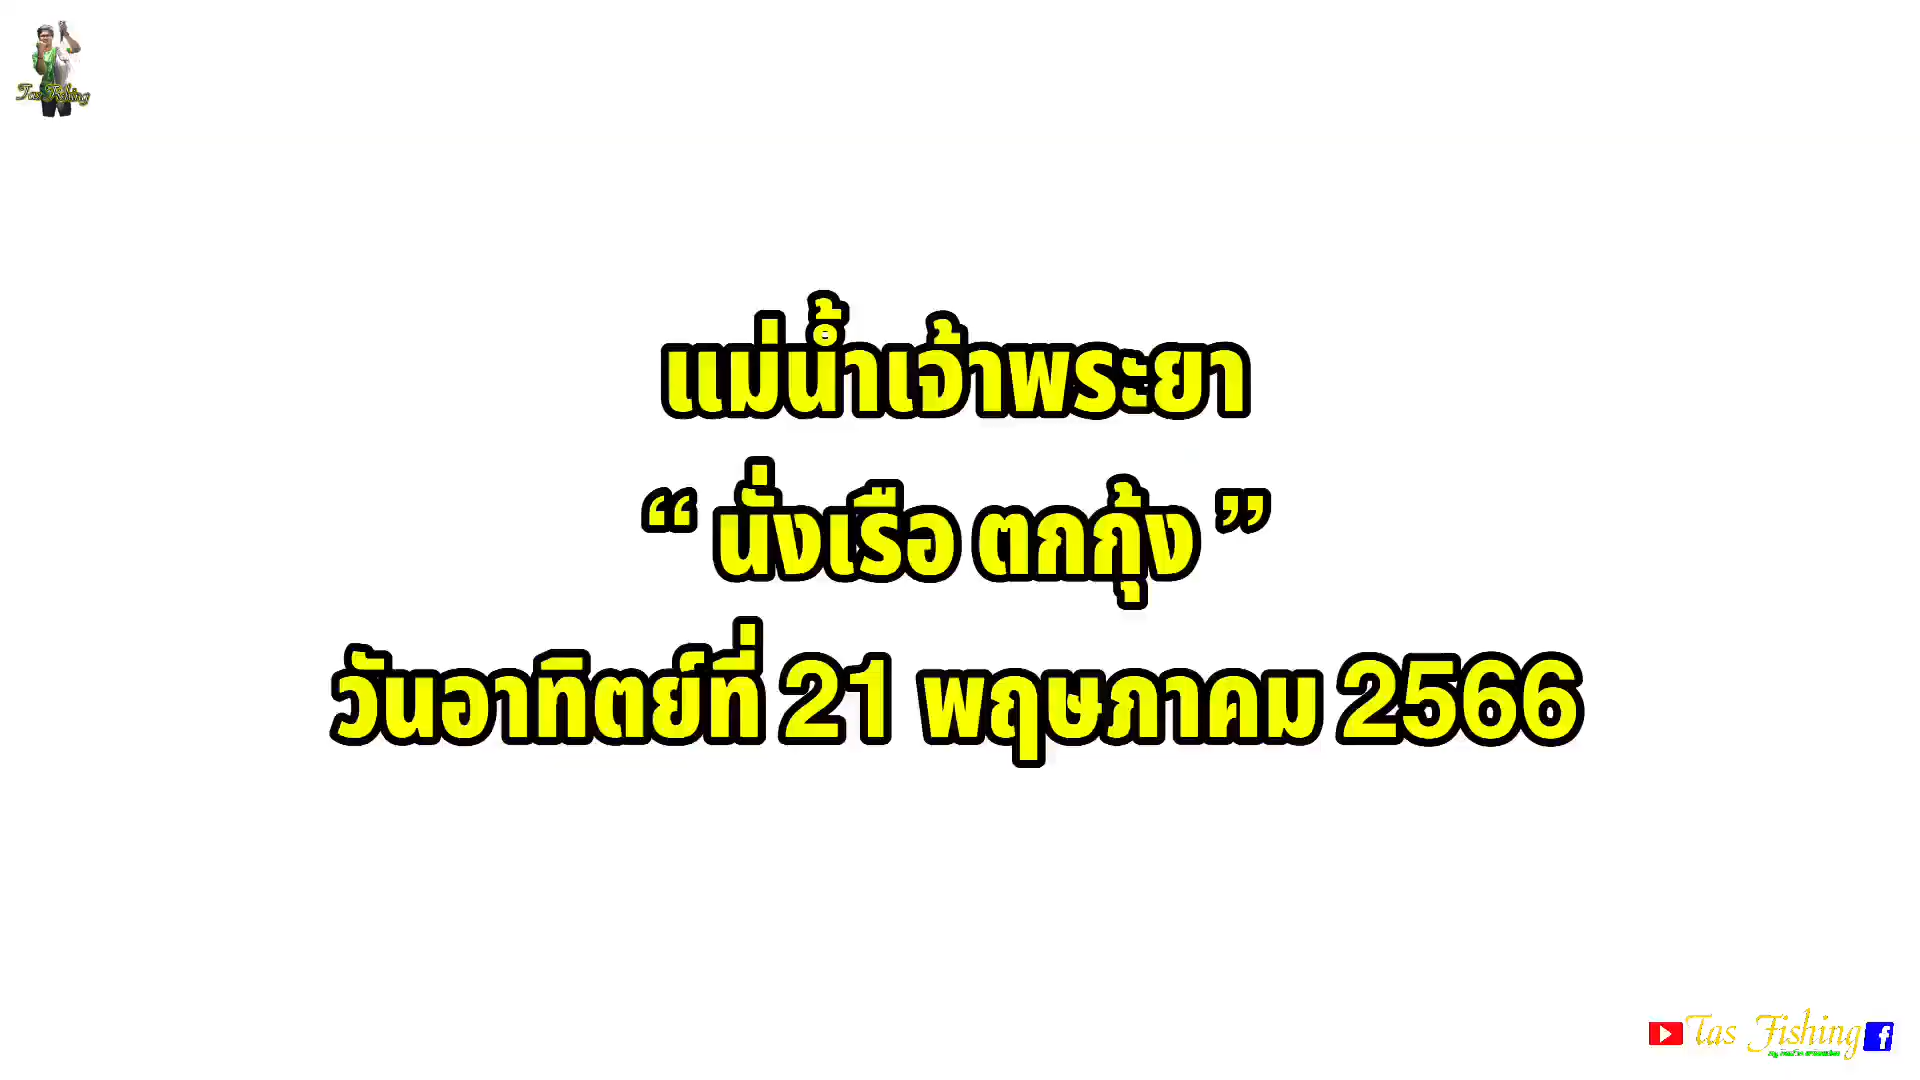 Tas Fishing
แม่น้ำเจ้าพระยา
“ นั่งเรือ ตกกุ้ง ”
วันอาทิตย์ที่ 21 พฤษภาคม 2566
Tas Fishing